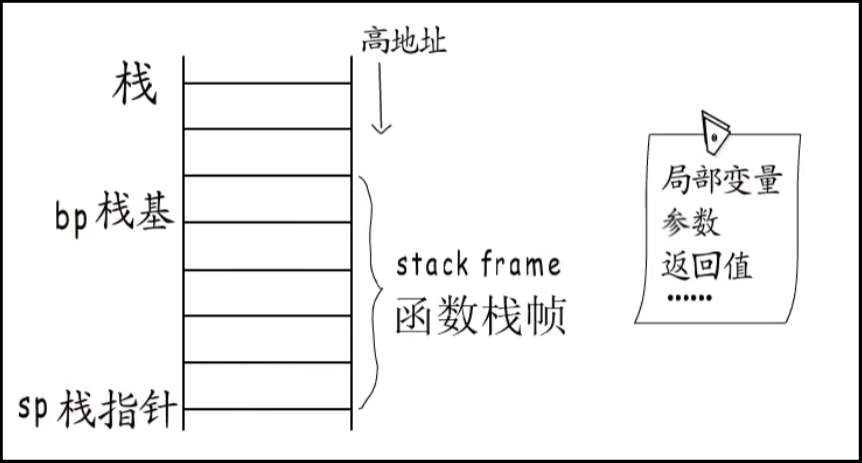 高地址
栈
bp 栈基
stack frame
函数栈帧
sp 栈指针
局部变量
参数
返回值
......